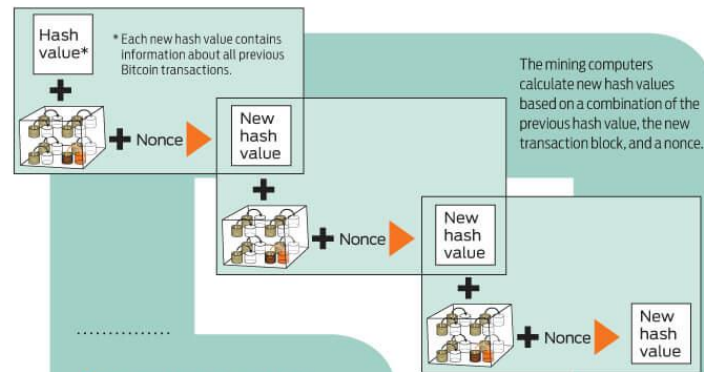 Hash
value*
* Each new hash value contains
information about all previous
Bitcoin transactions.
+
+ Nonce
New
hash
value
The mining computers
calculate new hash values
based on a combination of the
previous hash value, the new
transaction block, and a nonce.
+
+ Nonce
New
hash
value
+
+ Nonce
New
hash
value
....................